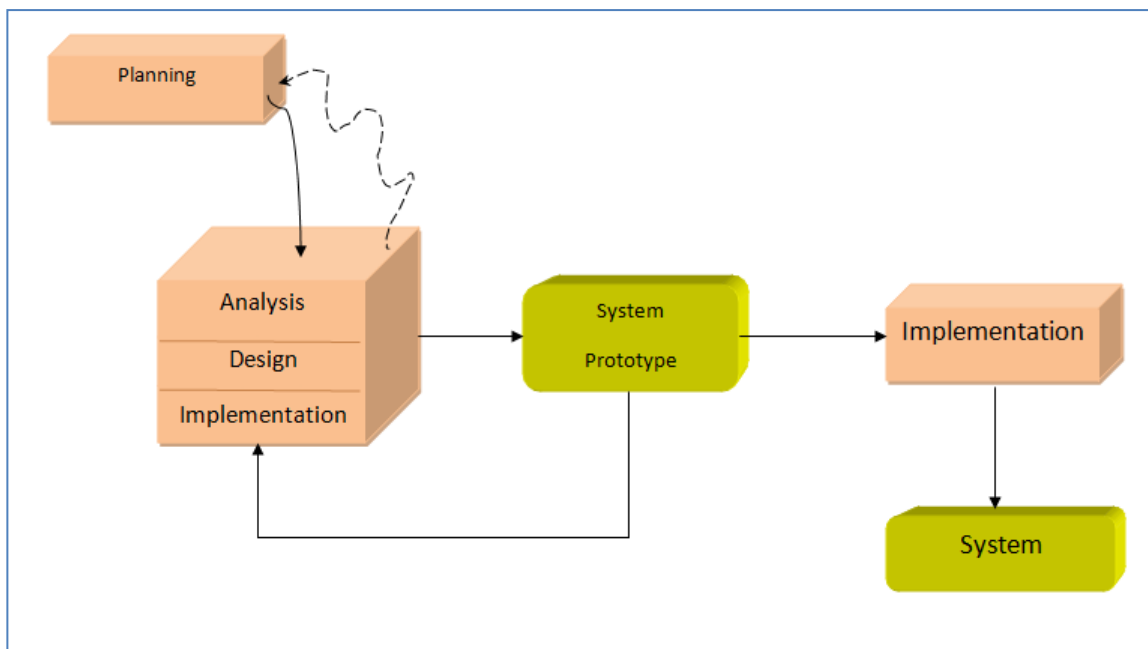 Planning
Analysis
Design
Implementation
System
Prototype
Implementation
System